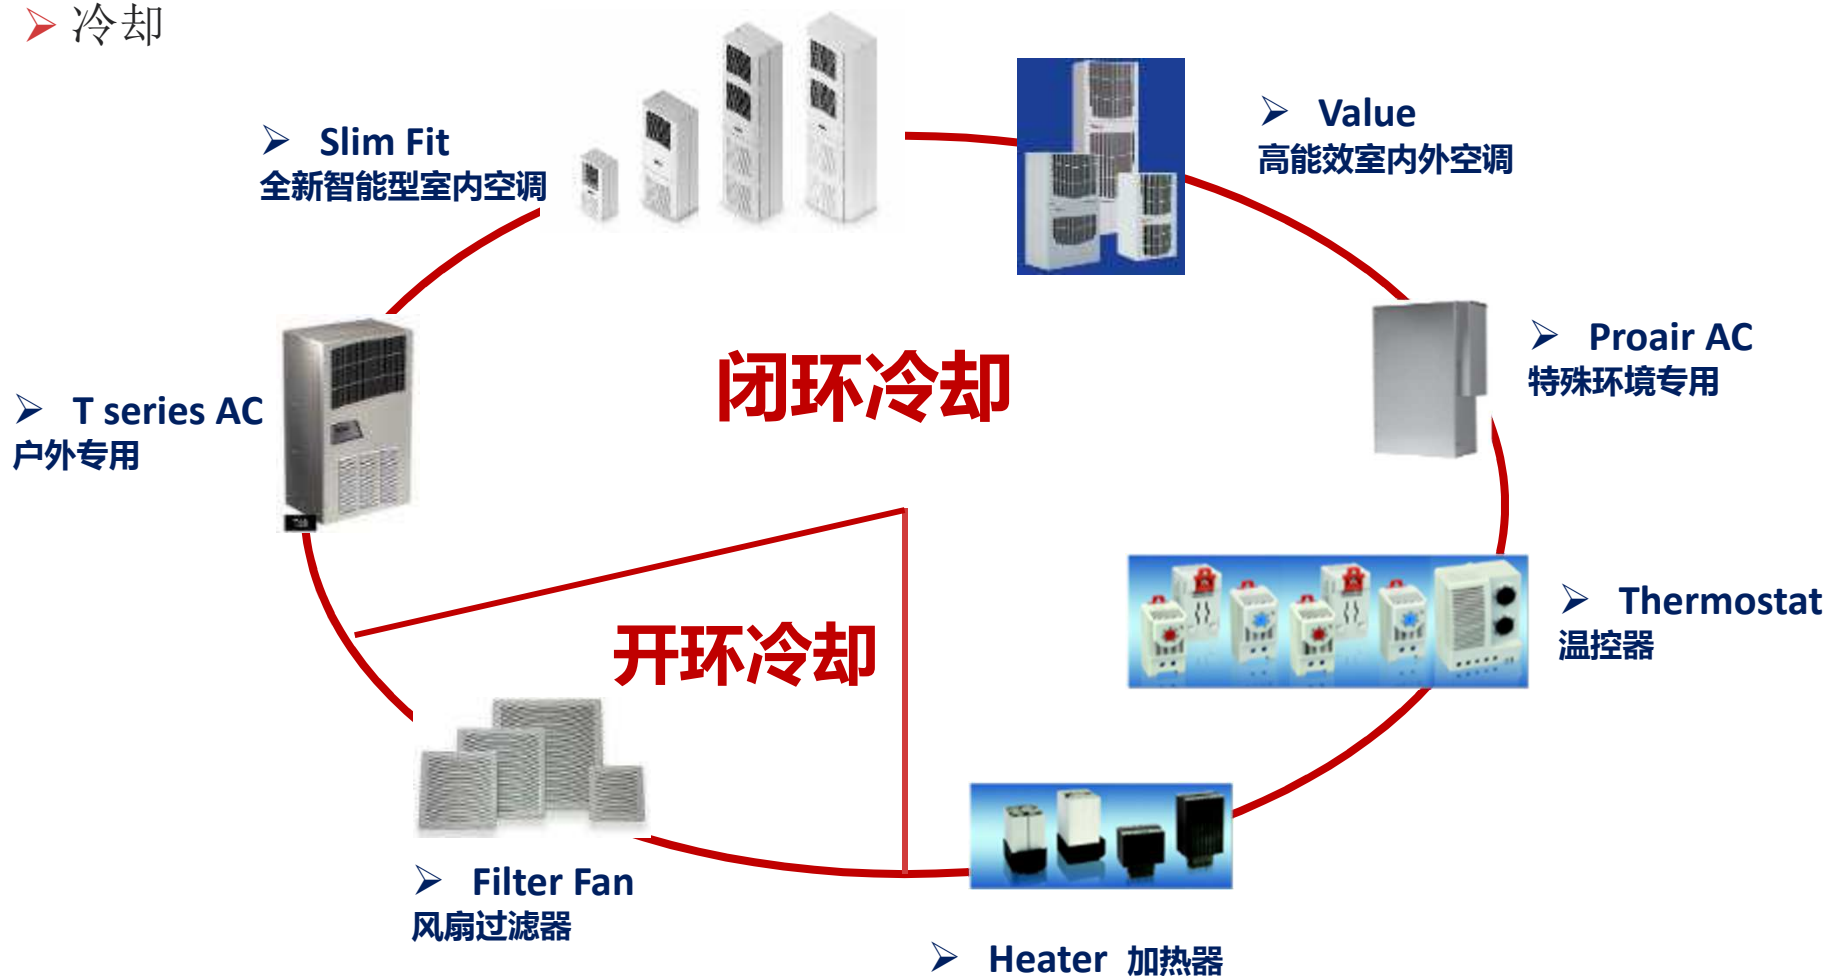 冷却
Slim Fit
全新智能型室内空调
Value
高能效室内外空调
Proair AC
特殊环境专用
闭环冷却
T series AC
户外专用
开环冷却
Thermostat
温控器
Filter Fan
风扇过滤器
Heater 加热器